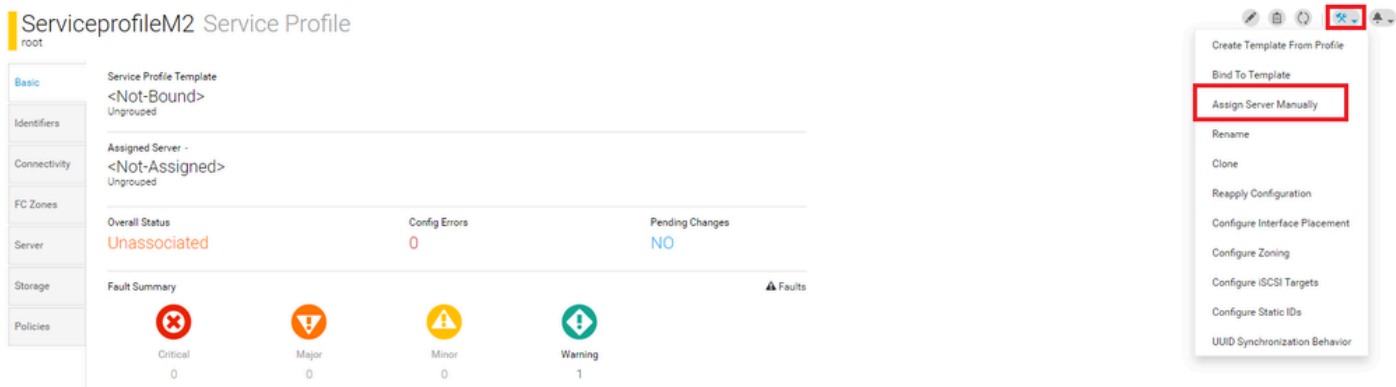 ServiceprofileM2 Service Profile
root
Basic
Identifiers
Connectivity
FC Zones
Server
Storage
Policies
Service Profile Template
<Not-Bound>
Ungrouped
Assigned Server -
<Not-Assigned>
Ungrouped
Overall Status Config Errors Pending Changes
Unassociated 0 NO
Fault Summary Faults
Critical Major Minor Warning
0 0 0 1
Create Template From Profile
Bind To Template
Assign Server Manually
Rename
Clone
Reapply Configuration
Configure Interface Placement
Configure Zoning
Configure iSCSI Targets
Configure Static IDs
UUID Synchronization Behavior